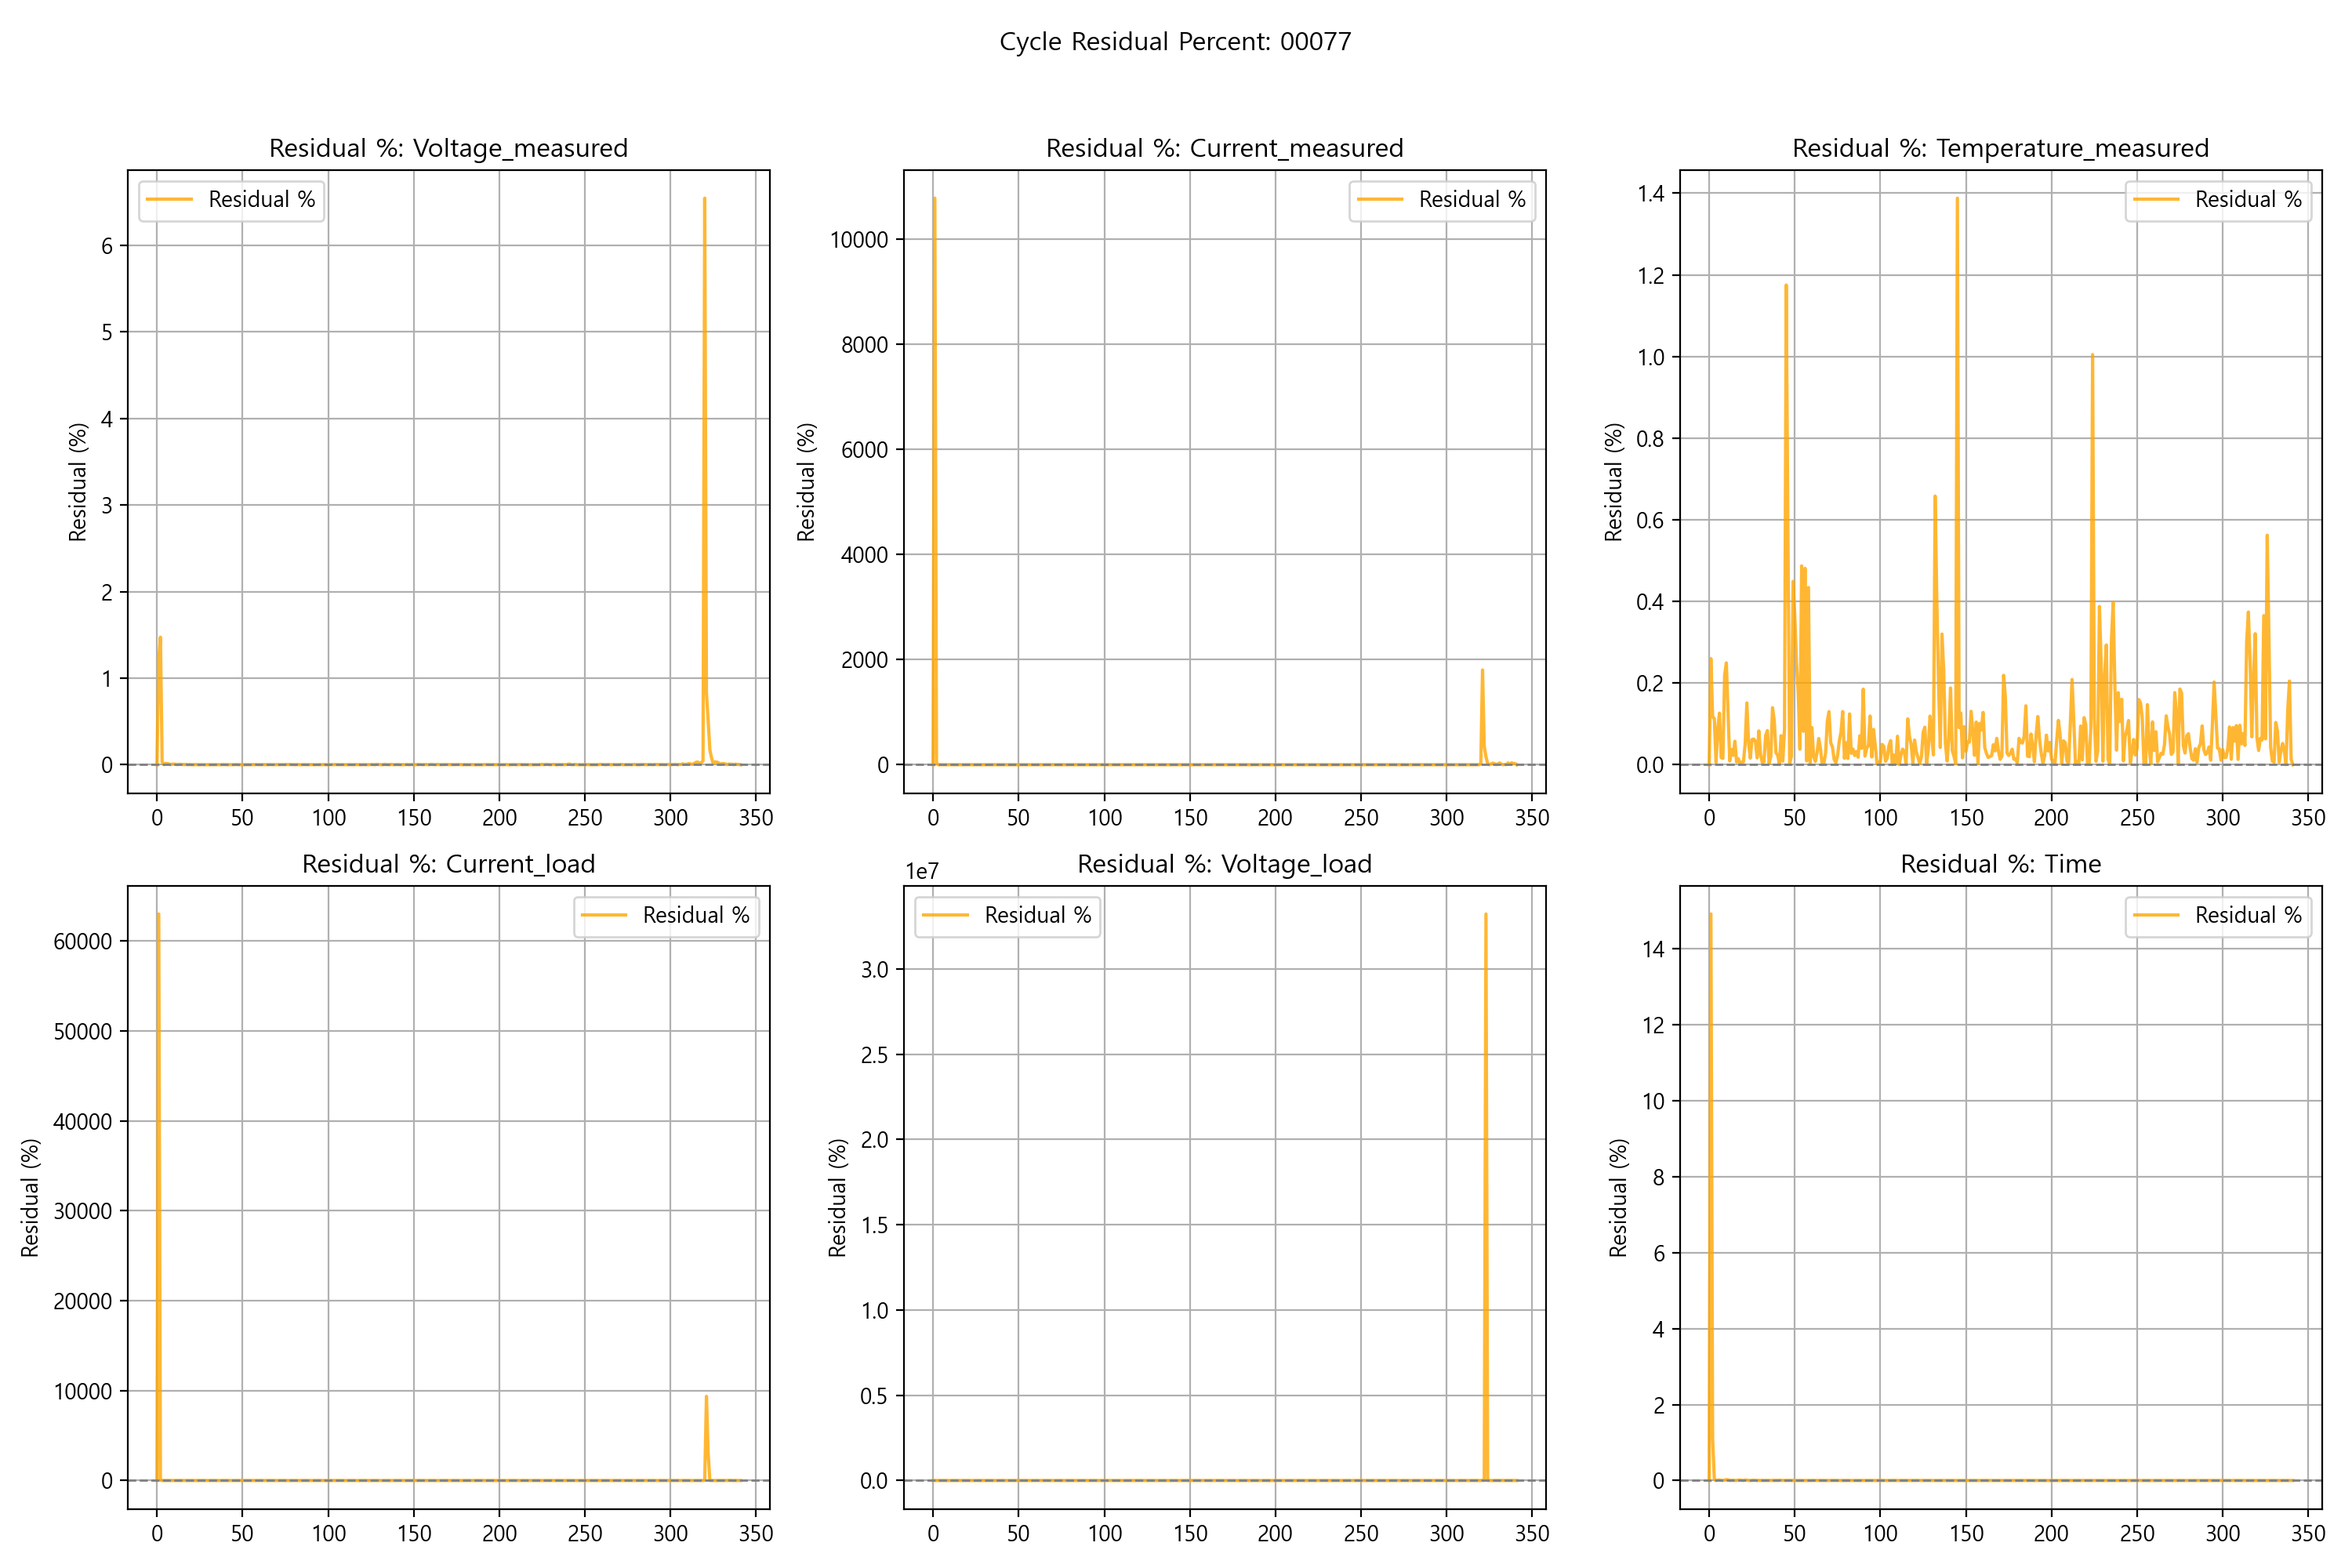 Cycle Residual Percent: 00077
Residual %: Voltage_measured
Residual %
Residual (%)
6
5
4
3
2
1
0
0 50 100 150 200 250 300 350
Residual %: Current_measured
Residual %
Residual (%)
10000
8000
6000
4000
2000
0
0 50 100 150 200 250 300 350
Residual %: Temperature_measured
Residual %
Residual (%)
1.4
1.2
1.0
0.8
0.6
0.4
0.2
0.0
0 50 100 150 200 250 300 350
Residual %: Current_load
Residual %
Residual (%)
60000
50000
40000
30000
20000
10000
0
0 50 100 150 200 250 300 350
Residual %: Voltage_load
1e7
Residual %
Residual (%)
3.0
2.5
2.0
1.5
1.0
0.5
0.0
0 50 100 150 200 250 300 350
Residual %: Time
Residual %
Residual (%)
14
12
10
8
6
4
2
0
0 50 100 150 200 250 300 350